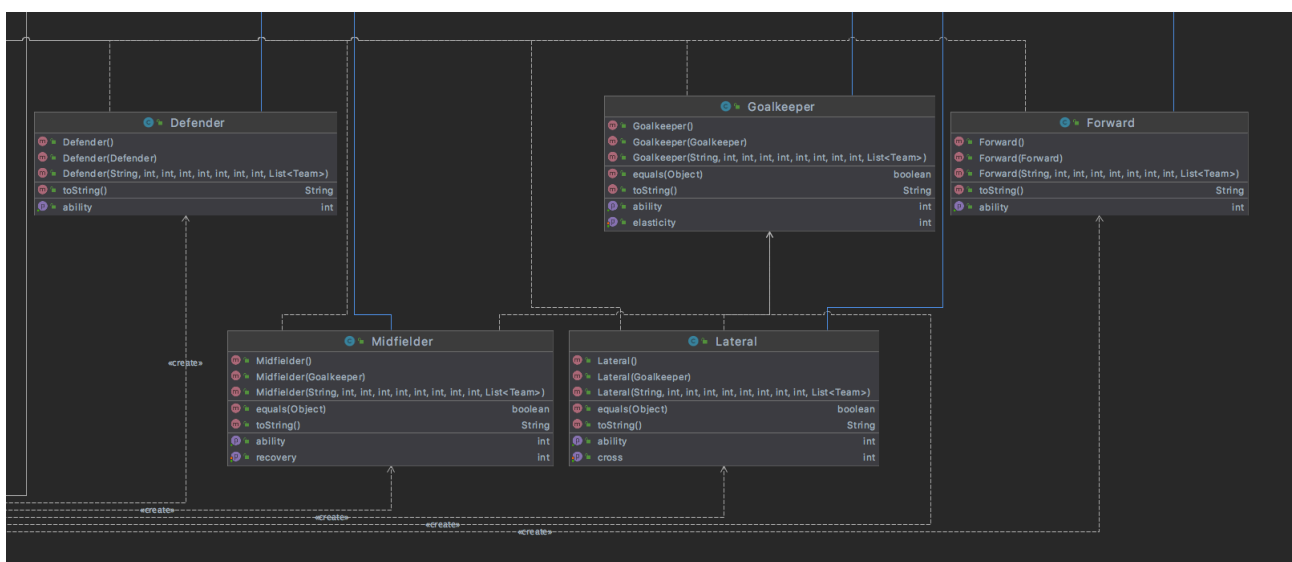 Defender
Defender()
Defender(Defender)
Defender(String, int, int, int, int, int, int, int, List<Team>)
toString() String
ability int
Goalkeeper
Goalkeeper()
Goalkeeper(Goalkeeper)
Goalkeeper(String, int, int, int, int, int, int, int, int, List<Team>)
equals(Object) boolean
toString() String
ability int
elasticity int
Forward
Forward()
Forward(Forward)
Forward(String, int, int, int, int, int, int, int, List<Team>)
toString() String
ability int
Midfielder
Midfielder()
Midfielder(Goalkeeper)
Midfielder(String, int, int, int, int, int, int, int, int, List<Team>)
equals(Object) boolean
toString() String
ability int
recovery int
Lateral
Lateral()
Lateral(Goalkeeper)
Lateral(String, int, int, int, int, int, int, int, int, List<Team>)
equals(Object) boolean
toString() String
ability int
cross int
«create»
«create»
«create»
«create»
«create»